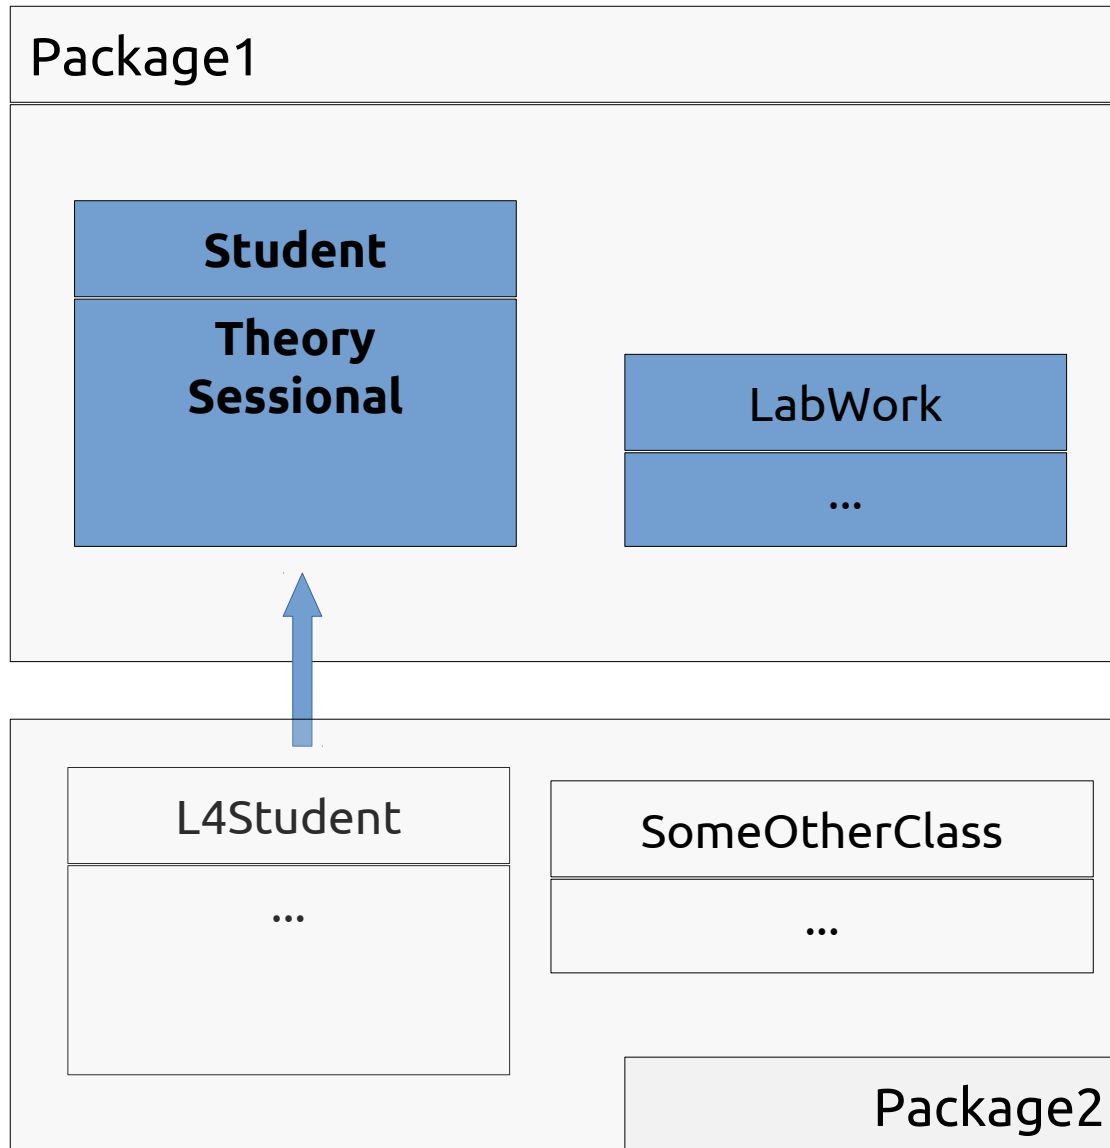 Package1
Student
Theory
Sessional
LabWork
...
L4Student
...
SomeOtherClass
...
Package2